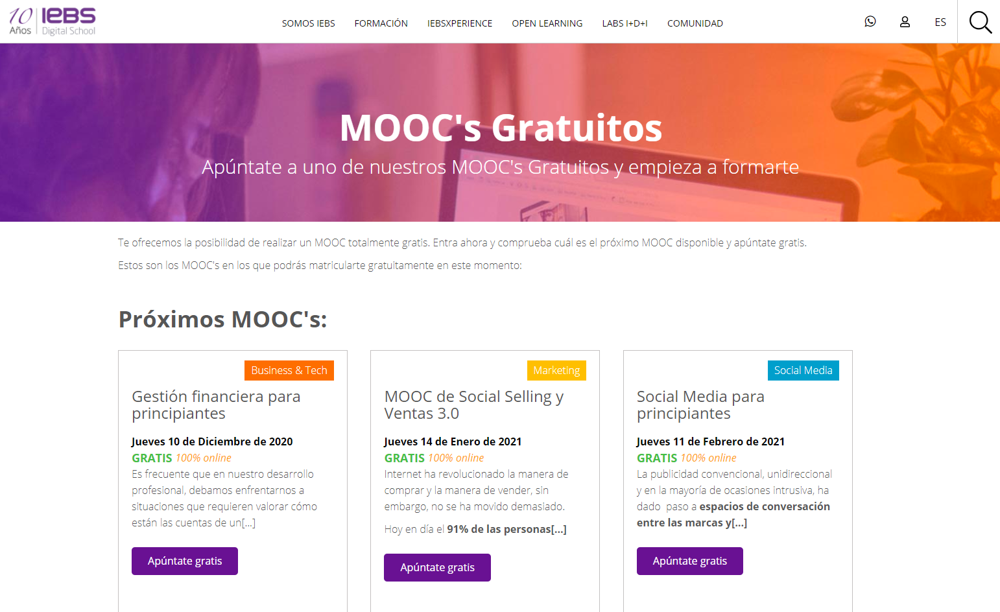 10 Años IEBS Digital School
SOMOS IEBS FORMACIÓN IEBSXPERIENCE OPEN LEARNING LABS I+D+I COMUNIDAD ES
MOOC's Gratuitos
Apúntate a uno de nuestros MOOC's Gratuitos y empieza a formarte
Te ofrecemos la posibilidad de realizar un MOOC totalmente gratis. Entra ahora y comprueba cuál es el próximo MOOC disponible y apúntate gratis.
Estos son los MOOC's en los que podrás matricularte gratuitamente en este momento:
Próximos MOOC's:
Business & Tech
Gestión financiera para
principiantes
Jueves 10 de Diciembre de 2020
GRATIS 100% online
Es frecuente que en nuestro desarrollo
profesional, debamos enfrentarnos a
situaciones que requieren valorar cómo
están las cuentas de un[...]
Apúntate gratis
Marketing
MOOC de Social Selling y
Ventas 3.0
Jueves 14 de Enero de 2021
GRATIS 100% online
Internet ha revolucionado la manera de
comprar y la manera de vender, sin
embargo, no se ha movido demasiado.
Hoy en día el 91% de las personas[...]
Apúntate gratis
Social Media
Social Media para
principiantes
Jueves 11 de Febrero de 2021
GRATIS 100% online
La publicidad convencional, unidireccional
y en la mayoría de ocasiones intrusiva, ha
dado paso a espacios de conversación
entre las marcas y[...]
Apúntate gratis